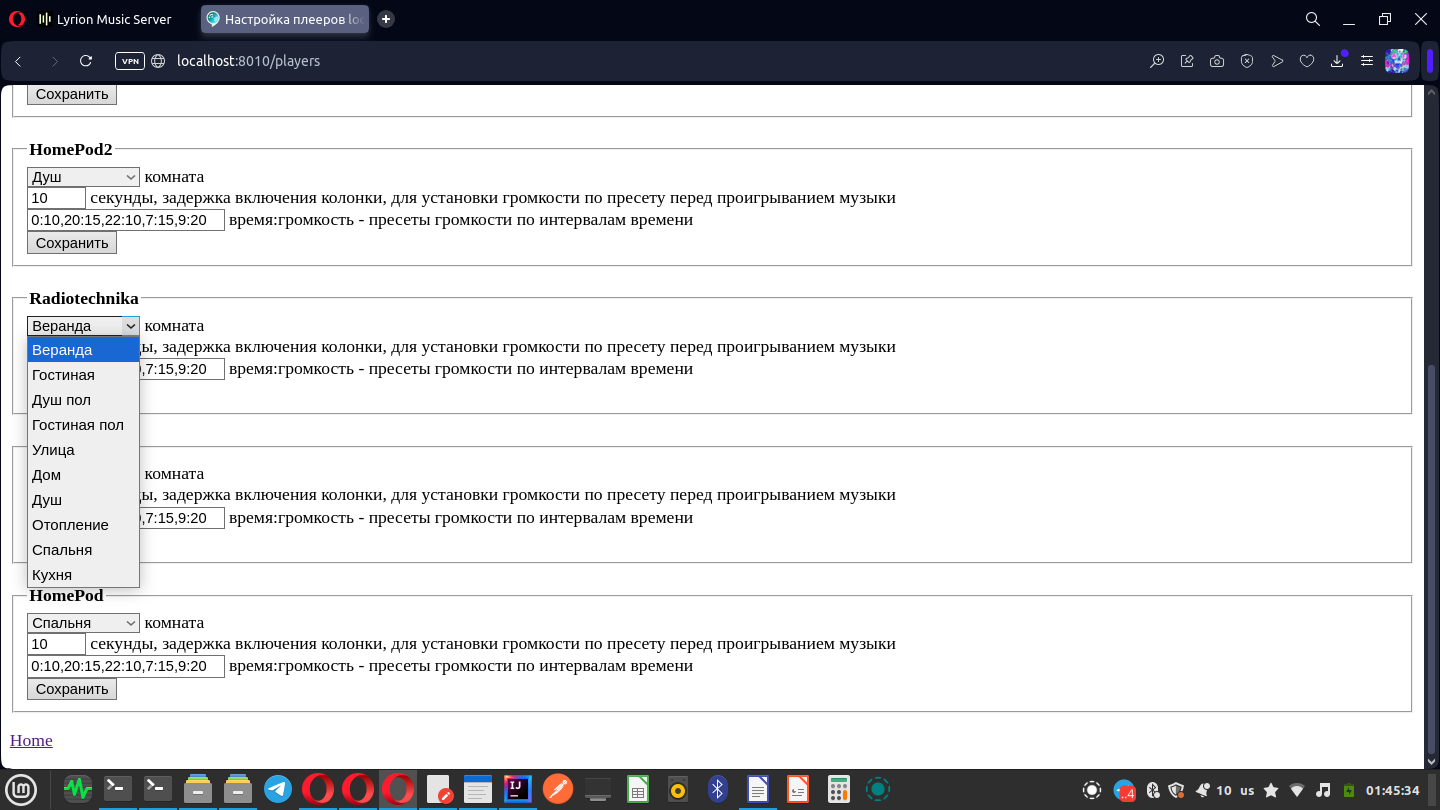 Lyrion Music Server
Настройка плееров loc
VPN
localhost:8010/players
Сохранить
HomePod2
Душ комната
10 секунды, задержка включения колонки, для установки громкости по пресету перед проигрыванием музыки
0:10,20:15,22:10,7:15,9:20 время:громкость - пресеты громкости по интервалам времени
Сохранить
Radiotechnika
Веранда комната
ды, задержка включения колонки, для установки громкости по пресету перед проигрыванием музыки
,7:15,9:20 время:громкость - пресеты громкости по интервалам времени
Веранда
Гостиная
Душ пол
Гостиная пол
Улица
Дом
Душ
Отопление
Спальня
Кухня
комната
ды, задержка включения колонки, для установки громкости по пресету перед проигрыванием музыки
,7:15,9:20 время:громкость - пресеты громкости по интервалам времени
HomePod
Спальня комната
10 секунды, задержка включения колонки, для установки громкости по пресету перед проигрыванием музыки
0:10,20:15,22:10,7:15,9:20 время:громкость - пресеты громкости по интервалам времени
Сохранить
Home
IJ
..4
10 us 01:45:34